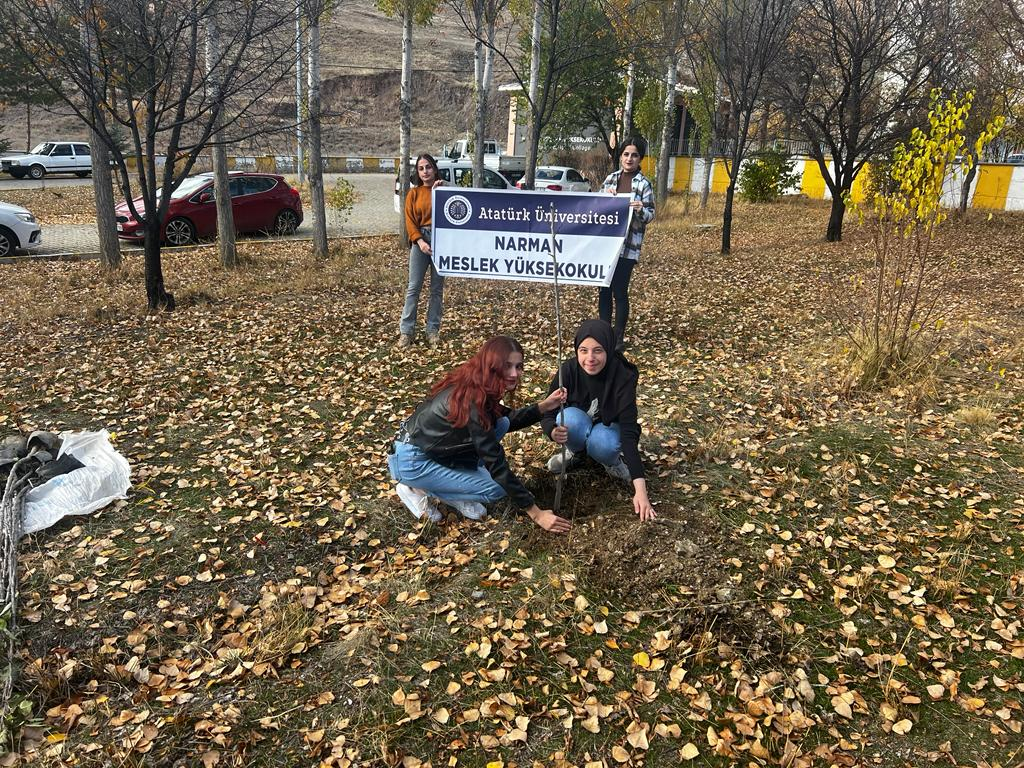 Atatürk Üniversitesi
NARMAN
MESLEK YÜKSEKOKUL